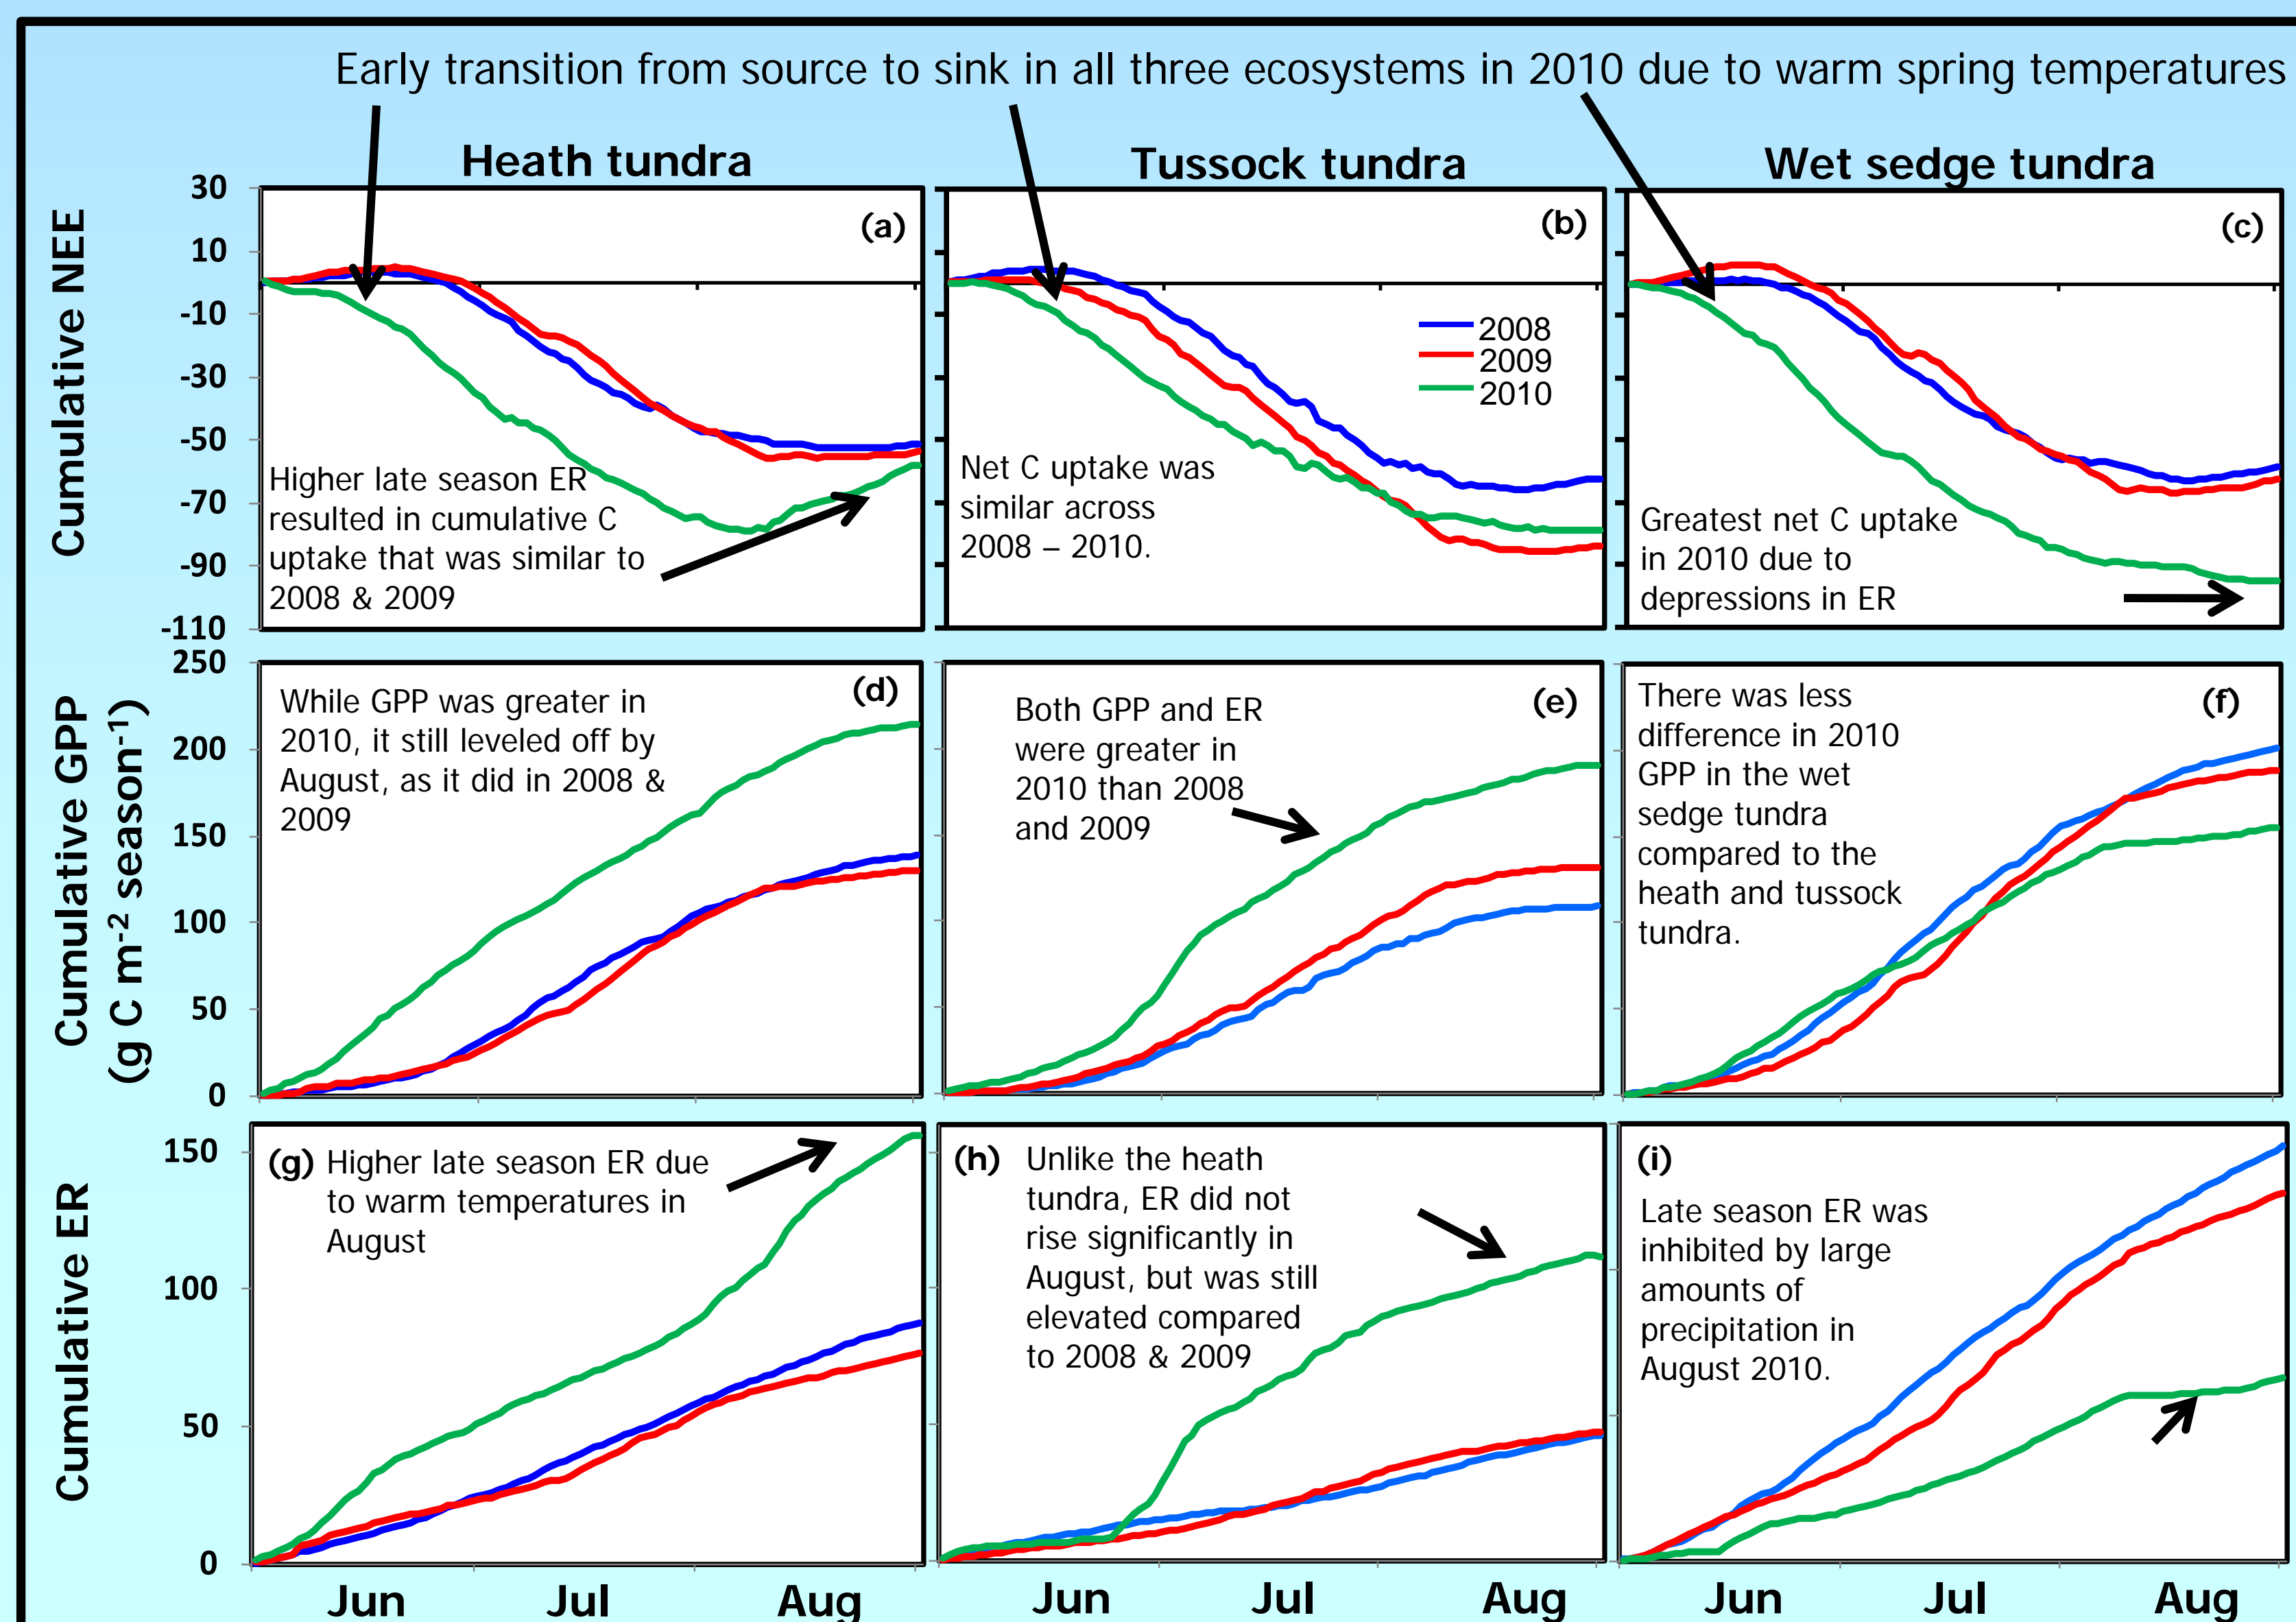 Early transition from source to sink in all three ecosystems in 2010 due to warm spring temperatures
Heath tundra
Tussock tundra
Wet sedge tundra
Cumulative NEE
30
10
-10
-30
-50
-70
-90
-110
(a)
Higher late season ER
resulted in cumulative C
uptake that was similar to
2008 & 2009
(b)
2008
2009
2010
Net C uptake was
similar across
2008 – 2010.
(c)
Greatest net C uptake
in 2010 due to
depressions in ER
Cumulative GPP
(g C m-2 season-1)
250
200
150
100
50
0
(d)
While GPP was greater in
2010, it still leveled off by
August, as it did in 2008 &
2009
(e)
Both GPP and ER
were greater in
2010 than 2008
and 2009
(f)
There was less
difference in 2010
GPP in the wet
sedge tundra
compared to the
heath and tussock
tundra.
Cumulative ER
150
100
50
0
(g) Higher late season ER due
to warm temperatures in
August
(h) Unlike the heath
tundra, ER did not
rise significantly in
August, but was still
elevated compared
to 2008 & 2009
(i)
Late season ER was
inhibited by large
amounts of
precipitation in
August 2010.
Jun Jul Aug
Jun Jul Aug
Jun Jul Aug